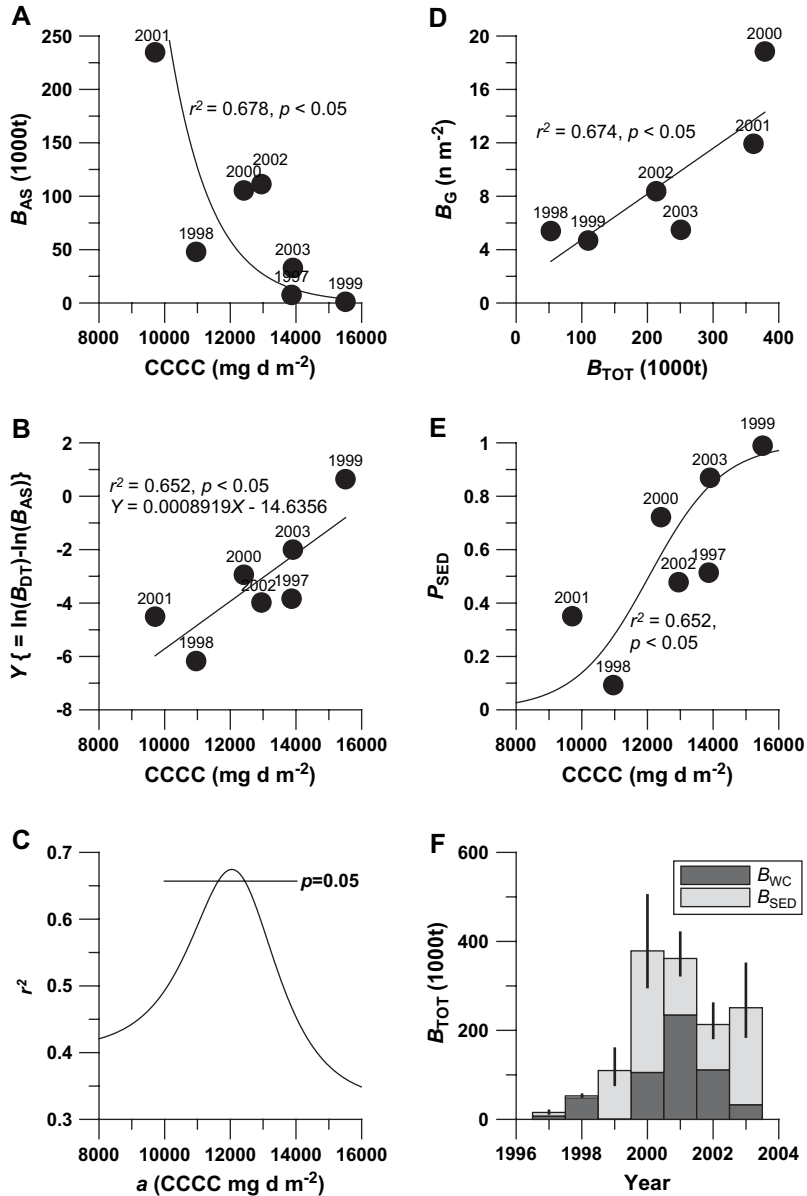 A
250
200
150
100
50
0
B_AS (1000t)
2001
r² = 0.678, p < 0.05
2002
2000
1998
2003
1997
1999
8000 10000 12000 14000 16000
CCCC (mg d m⁻²)
D
20
16
12
8
4
0
B_G (n m⁻²)
2000
r² = 0.674, p < 0.05
2001
2002
1998
1999
2003
0 100 200 300 400
B_TOT (1000t)
B
2
0
-2
-4
-6
-8
Y { = ln(B_DT)-ln(B_AS)}
r² = 0.652, p < 0.05
Y = 0.0008919X - 14.6356
1999
2003
2000
2002
1997
2001
1998
8000 10000 12000 14000 16000
CCCC (mg d m⁻²)
E
1
0.8
0.6
0.4
0.2
0
P_SED
1999
2003
2000
2002
1997
2001
1998
r² = 0.652,
p < 0.05
8000 10000 12000 14000 16000
CCCC (mg d m⁻²)
C
0.7
0.6
0.5
0.4
0.3
r²
p=0.05
8000 10000 12000 14000 16000
a (CCCC mg d m⁻²)
F
600
400
200
0
B_TOT (1000t)
B_WC
B_SED
1996 1998 2000 2002 2004
Year